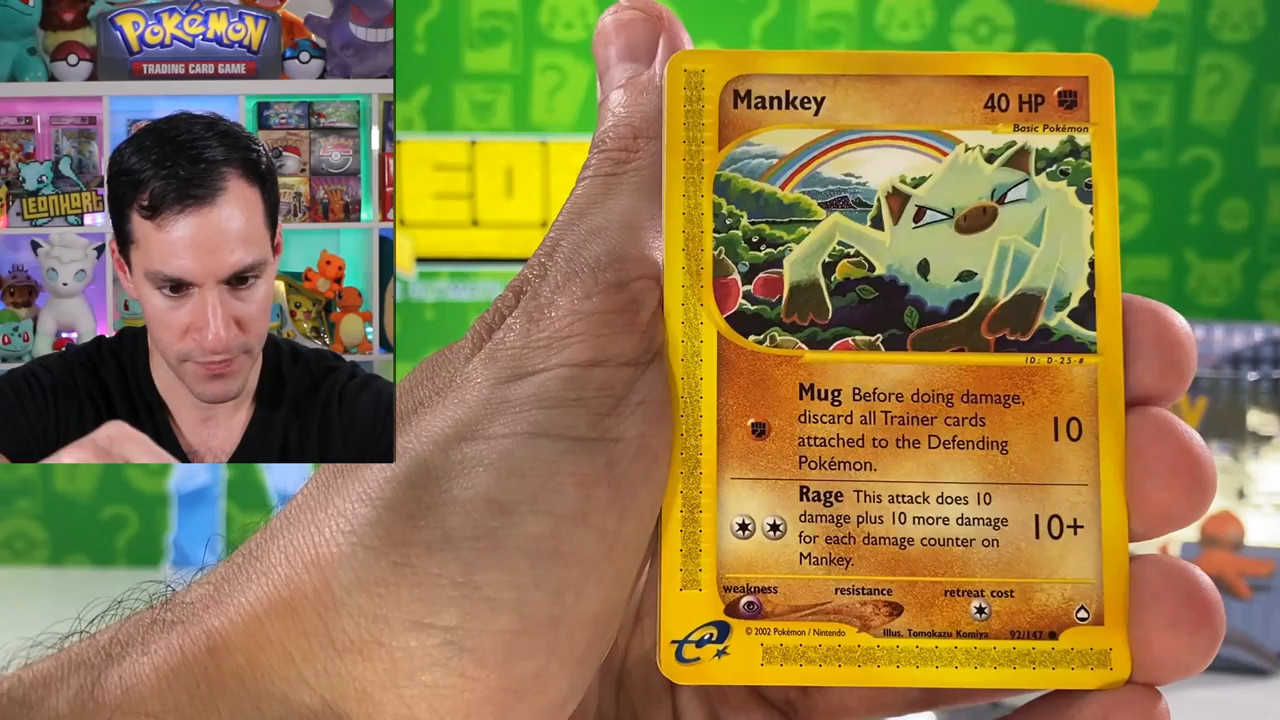 POKéMON
TRADING CARD GAME
LEONHART
LEON
Mankey
40 HP
Basic Pokémon
ID: D-25-#
Mug Before doing damage,
discard all Trainer cards
attached to the Defending
Pokémon.
10
Rage This attack does 10
damage plus 10 more damage
for each damage counter on
Mankey.
10+
weakness
resistance
retreat cost
© 2002 Pokémon / Nintendo
Illus. Tomokazu Komiya
92/147
e